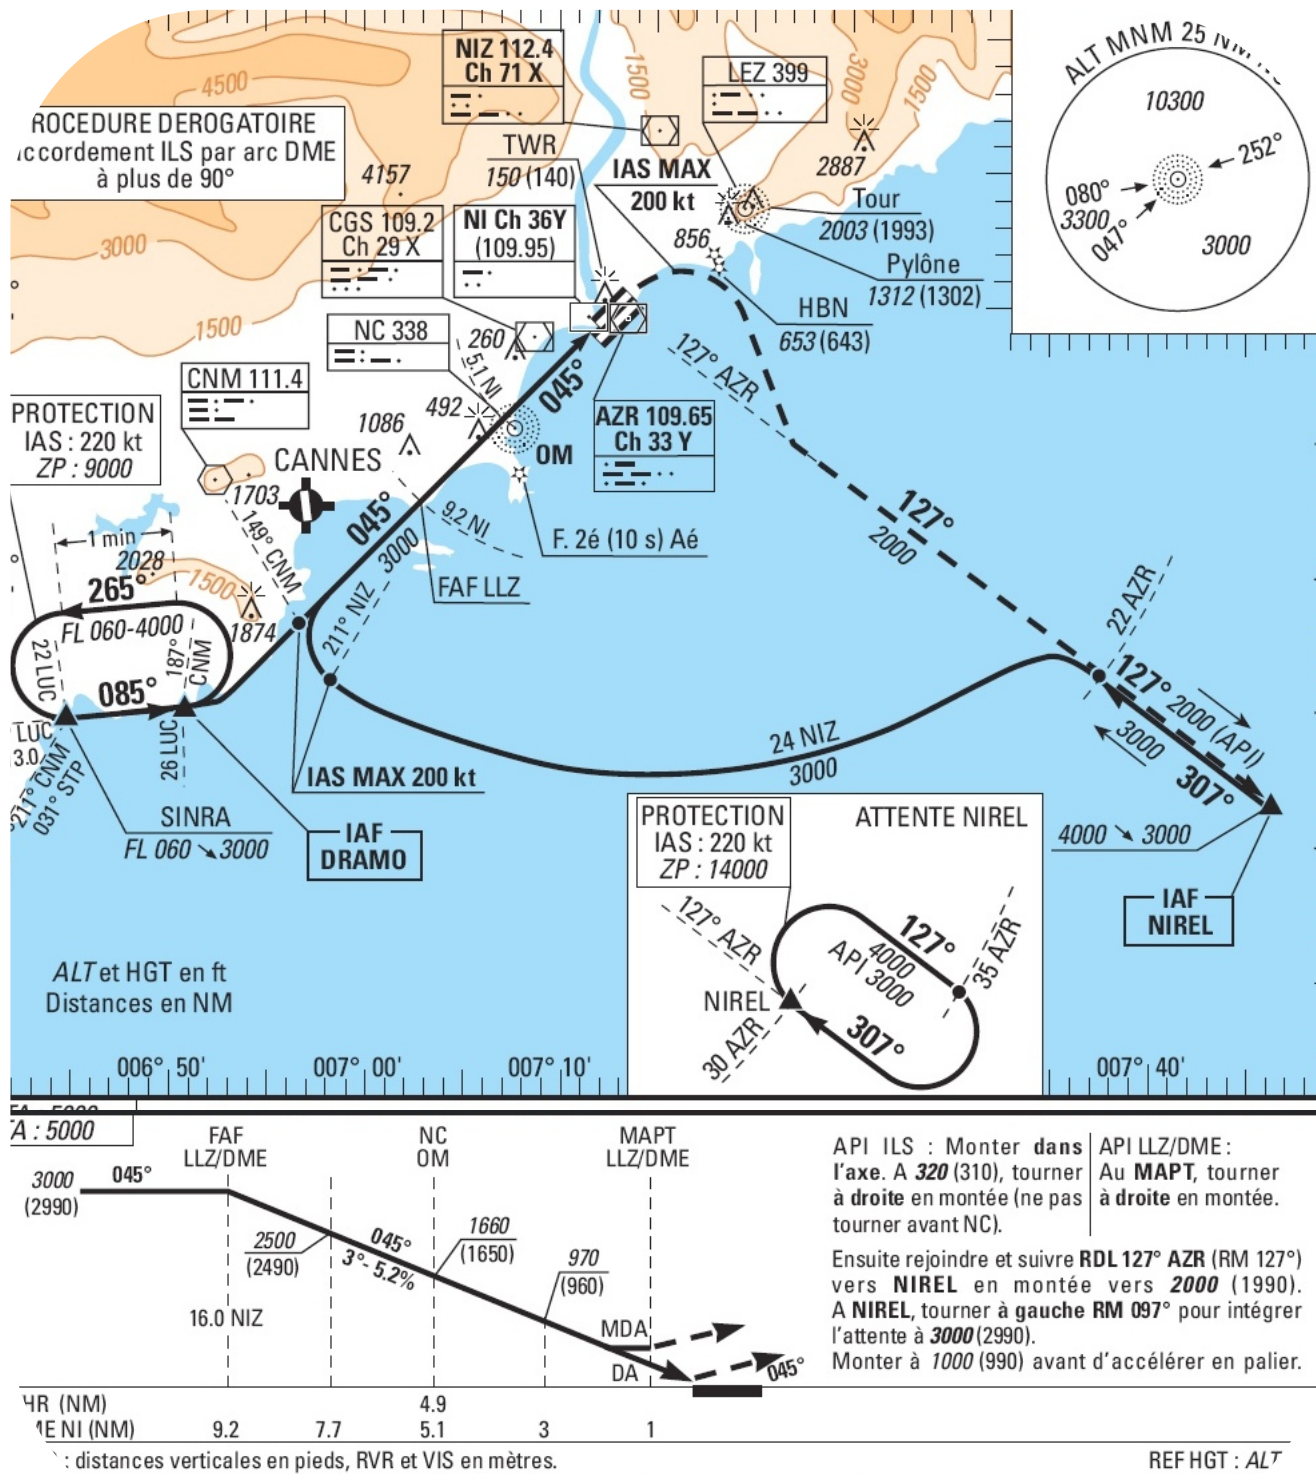 NIZ 112.4
Ch 71 X
LEZ 399
ALT MNM 25
10300
252°
080°
3300
047°
3000
4500
1500
3000
1500
2887
ROCEDURE DEROGATOIRE
ccordement ILS par arc DME
à plus de 90°
4157
TWR
150 (140)
IAS MAX
200 kt
Tour
2003 (1993)
856
Pylône
1312 (1302)
HBN
653 (643)
3000
1500
CGS 109.2
Ch 29 X
NI Ch 36Y
(109.95)
NC 338
260
5.1 NI
045°
127° AZR
CNM 111.4
PROTECTION
IAS : 220 kt
ZP : 9000
1086
492
AZR 109.65
Ch 33 Y
OM
CANNES
1703
149° CNM
045°
3000
9.2 NI
F. 2é (10 s) Aé
FAF LLZ
127°
2000
1 min
2028
265°
1500
FL 060-4000
1874
211° NIZ
22 LUC
187°
CNM
085°
22 AZR
127°
2000 (API)
3000
307°
LUC
3.0
211° CNM
031° STP
26 LUC
IAS MAX 200 kt
24 NIZ
3000
SINRA
FL 060 ↘ 3000
IAF
DRAMO
4000 ↘ 3000
IAF
NIREL
PROTECTION
IAS : 220 kt
ZP : 14000
ATTENTE NIREL
127° AZR
127°
4000
API 3000
35 AZR
NIREL
307°
30 AZR
ALT et HGT en ft
Distances en NM
006° 50'
007° 00'
007° 10'
007° 40'
A : 5000
FAF
LLZ/DME
NC
OM
MAPT
LLZ/DME
3000
(2990)
045°
2500
(2490)
045°
3°- 5.2%
1660
(1650)
970
(960)
16.0 NIZ
MDA
DA
045°
HR (NM)
4.9
ME NI (NM)
9.2
7.7
5.1
3
1
API ILS : Monter dans
l'axe. A 320 (310), tourner
à droite en montée (ne pas
tourner avant NC).
API LLZ/DME :
Au MAPT, tourner
à droite en montée.
Ensuite rejoindre et suivre RDL 127° AZR (RM 127°)
vers NIREL en montée vers 2000 (1990).
A NIREL, tourner à gauche RM 097° pour intégrer
l'attente à 3000 (2990).
Monter à 1000 (990) avant d'accélérer en palier.
: distances verticales en pieds, RVR et VIS en mètres.
REF HGT : ALT